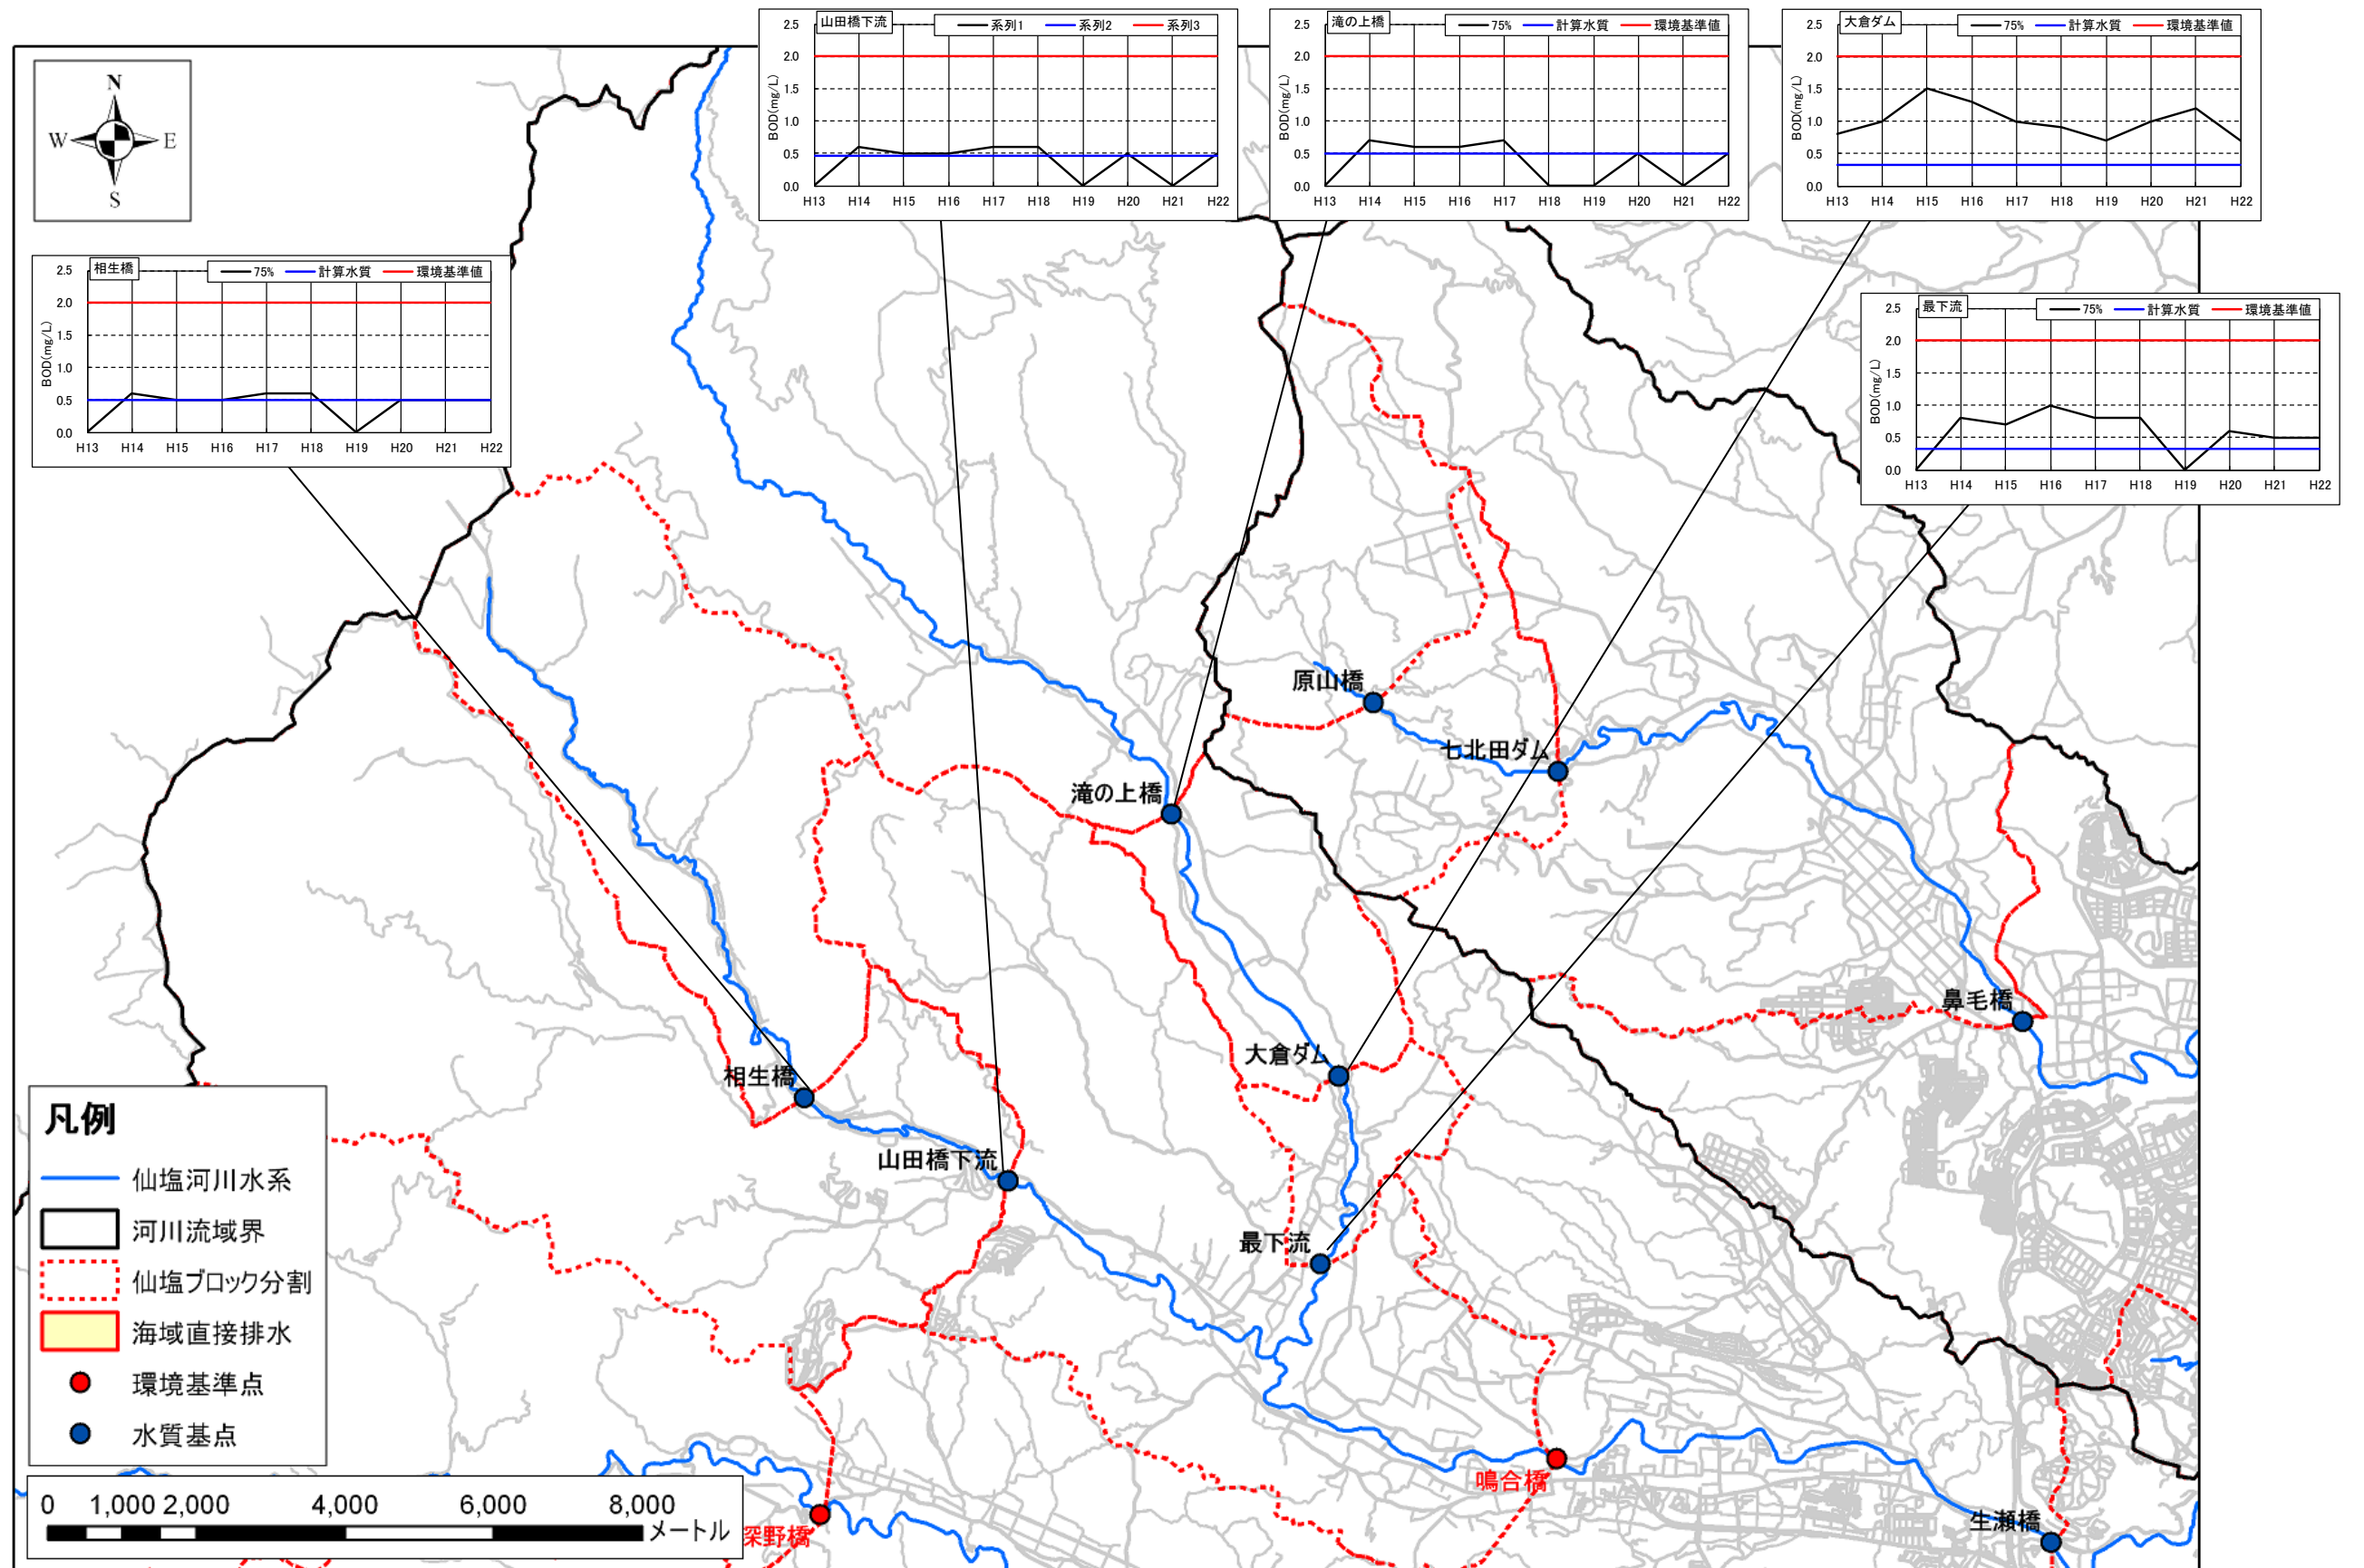 山田橋下流
系列1 系列2 系列3
BOD(mg/L)
2.5
2.0
1.5
1.0
0.5
0.0
H13 H14 H15 H16 H17 H18 H19 H20 H21 H22
滝の上橋
75% 計算水質 環境基準値
BOD(mg/L)
2.5
2.0
1.5
1.0
0.5
0.0
H13 H14 H15 H16 H17 H18 H19 H20 H21 H22
大倉ダム
75% 計算水質 環境基準値
BOD(mg/L)
2.5
2.0
1.5
1.0
0.5
0.0
H13 H14 H15 H16 H17 H18 H19 H20 H21 H22
N
W E
S
相生橋
75% 計算水質 環境基準値
BOD(mg/L)
2.5
2.0
1.5
1.0
0.5
0.0
H13 H14 H15 H16 H17 H18 H19 H20 H21 H22
最下流
75% 計算水質 環境基準値
BOD(mg/L)
2.5
2.0
1.5
1.0
0.5
0.0
H13 H14 H15 H16 H17 H18 H19 H20 H21 H22
原山橋
七北田ダム
滝の上橋
鼻毛橋
大倉ダム
相生橋
山田橋下流
最下流
鳴合橋
生瀬橋
深野橋
凡例
仙塩河川水系
河川流域界
仙塩ブロック分割
海域直接排水
環境基準点
水質基点
0 1,000 2,000 4,000 6,000 8,000
メートル